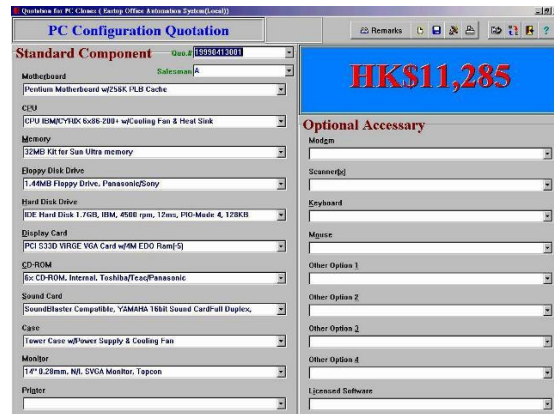 Quotation for PC Clones ( Eastop Office Automation System(Local))
PC Configuration Quotation
Remarks
Standard Component
Quo.# 19990413001
Salesman A
HK$11,285
Motherboard
Pentium Motherboard w/256K PLB Cache
CPU
CPU IBM/CYRIX 6x86-200+ w/Cooling Fan & Heat Sink
Memory
32MB Kit for Sun Ultra memory
Floppy Disk Drive
1.44MB Floppy Drive, Panasonic/Sony
Hard Disk Drive
IDE Hard Disk 1.7GB, IBM, 4500 rpm, 12ms, PIO-Mode 4, 128KB
Display Card
PCI S33D VIRGE VGA Card w/4M EDO Ram(-5)
CD-ROM
6x CD-ROM, Internal, Toshiba/Teac/Panasonic
Sound Card
SoundBlaster Compatible, YAMAHA 16bit Sound CardFull Duplex,
Case
Tower Case w/Power Supply & Cooling Fan
Monitor
14" 0.28mm, N/I, SVGA Monitor, Topcon
Printer
Optional Accessary
Modem
Scanner[x]
Keyboard
Mouse
Other Option 1
Other Option 2
Other Option 3
Other Option 4
Licensed Software